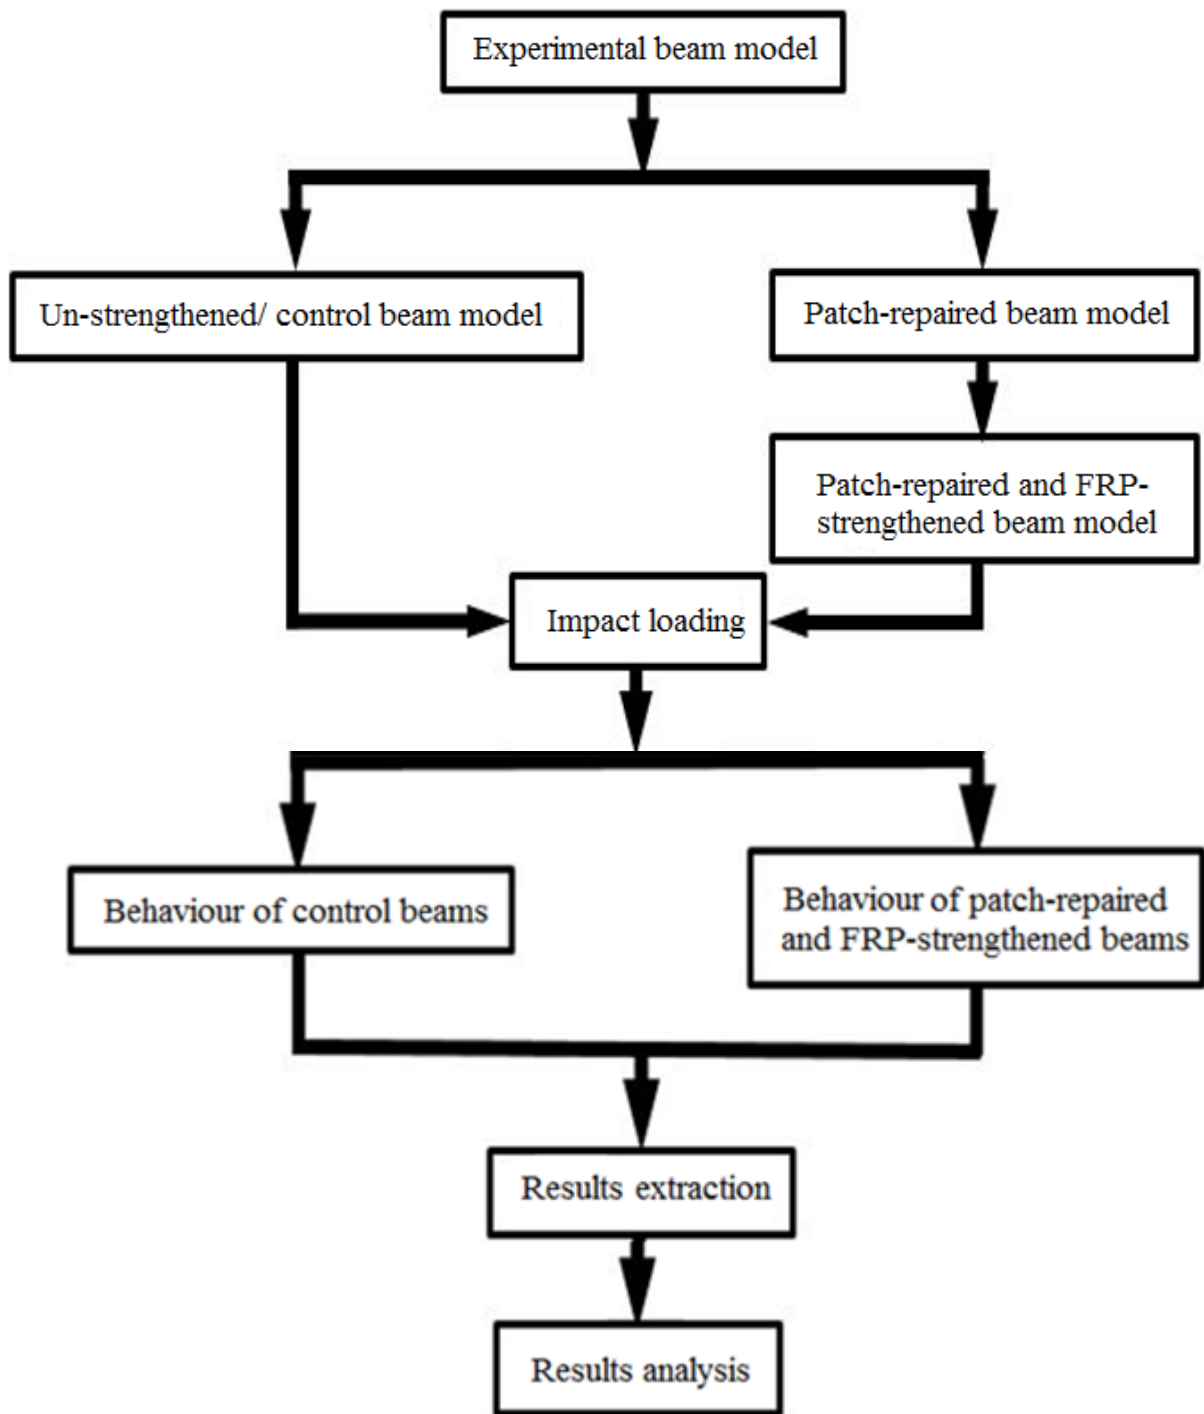 Experimental beam model
Un-strengthened/ control beam model
Patch-repaired beam model
Patch-repaired and FRP-
strengthened beam model
Impact loading
Behaviour of control beams
Behaviour of patch-repaired
and FRP-strengthened beams
Results extraction
Results analysis